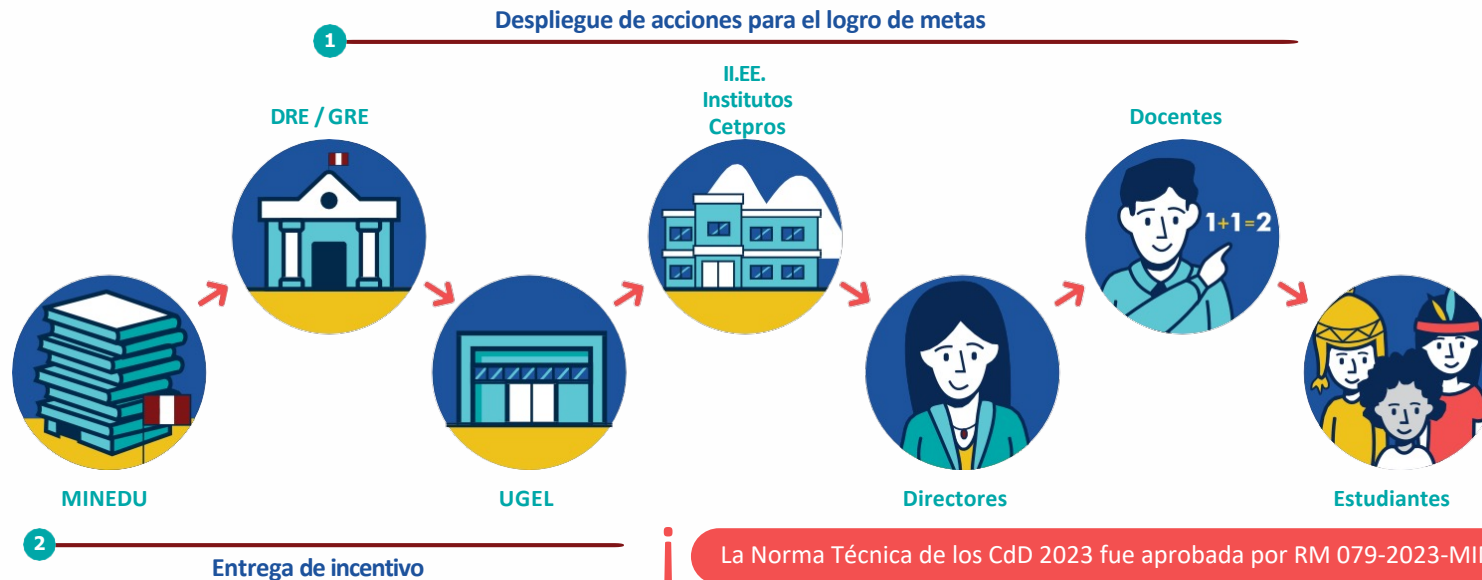 Despliegue de acciones para el logro de metas
1
II.EE.
Institutos
Cetpros
DRE / GRE
Docentes
1+1=2
MINEDU
UGEL
Directores
Estudiantes
2
Entrega de incentivo
¡
La Norma Técnica de los CdD 2023 fue aprobada por RM 079-2023-MI